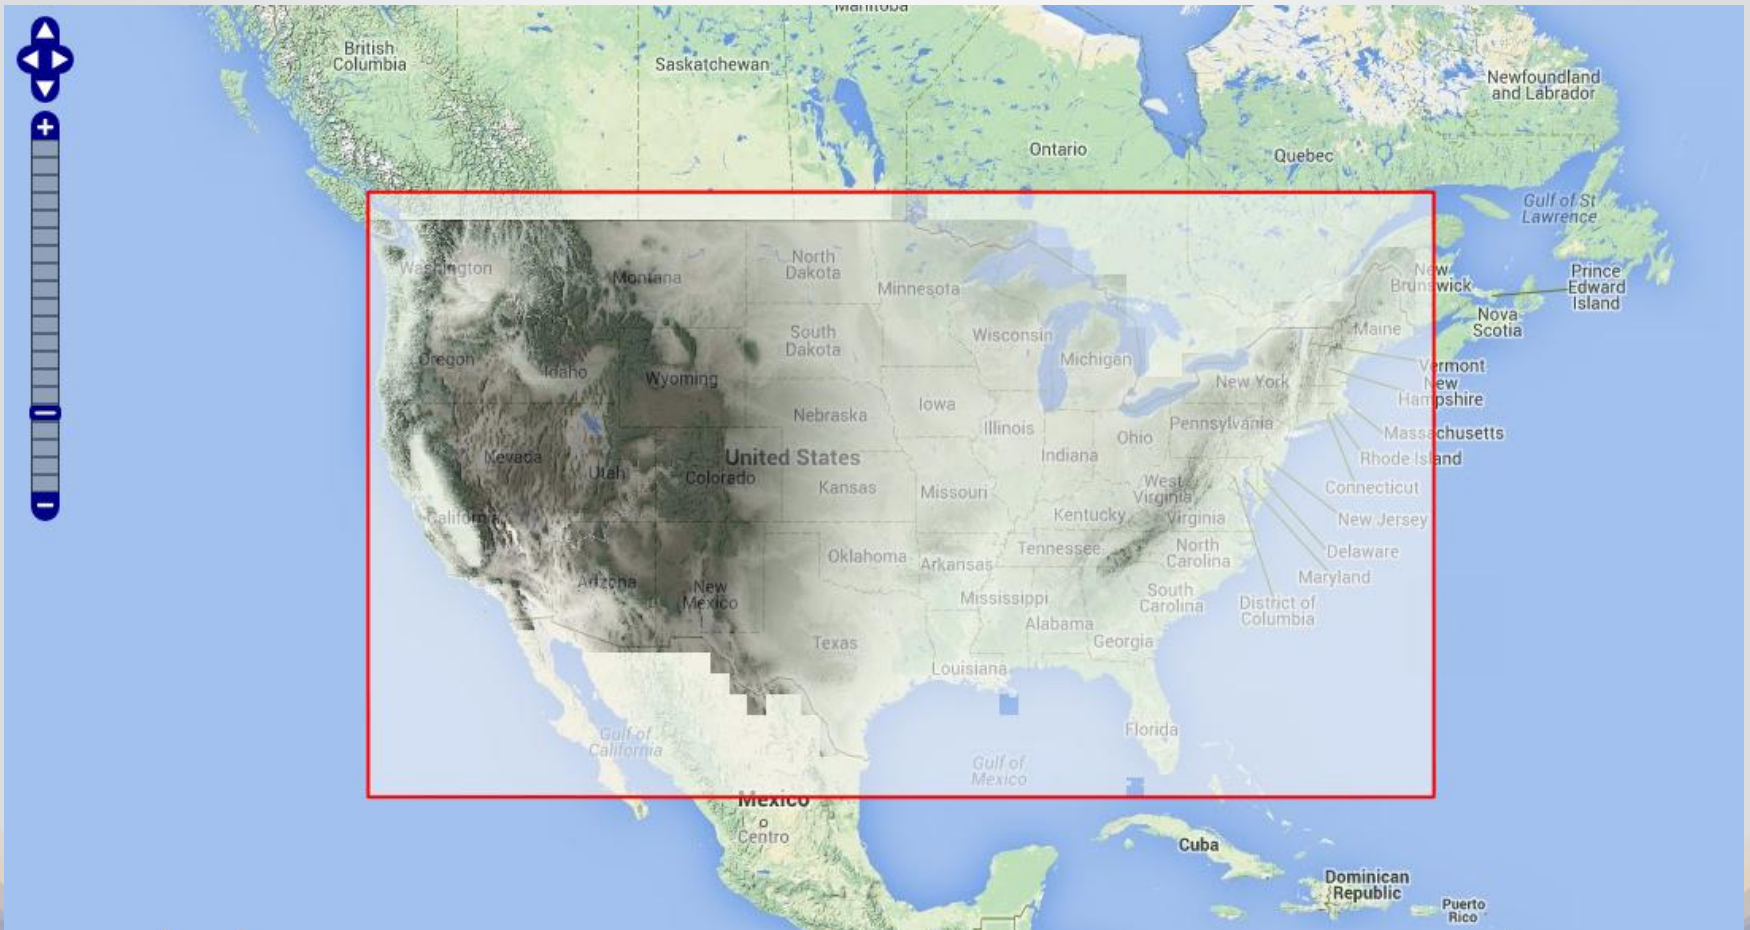 Manitoba
British
Columbia
Saskatchewan
Newfoundland
and Labrador
Ontario
Quebec
Gulf of St
Lawrence
Washington
Montana
North
Dakota
Minnesota
New
Brunswick
Prince
Edward
Island
Nova
Scotia
Oregon
Idaho
Wyoming
South
Dakota
Wisconsin
Michigan
Maine
Vermont
New York
New
Hampshire
Nebraska
Iowa
Illinois
Ohio
Pennsylvania
Massachusetts
Nevada
Utah
Colorado
United States
Kansas
Missouri
Indiana
West
Virginia
Rhode Island
Connecticut
California
Kentucky
Virginia
New Jersey
Oklahoma
Arkansas
Tennessee
North
Carolina
Delaware
Maryland
Arizona
New
Mexico
Mississippi
Alabama
South
Carolina
District of
Columbia
Texas
Louisiana
Georgia
Florida
Gulf of
California
Gulf of
Mexico
Mexico
Centro
Cuba
Dominican
Republic
Puerto
Rico